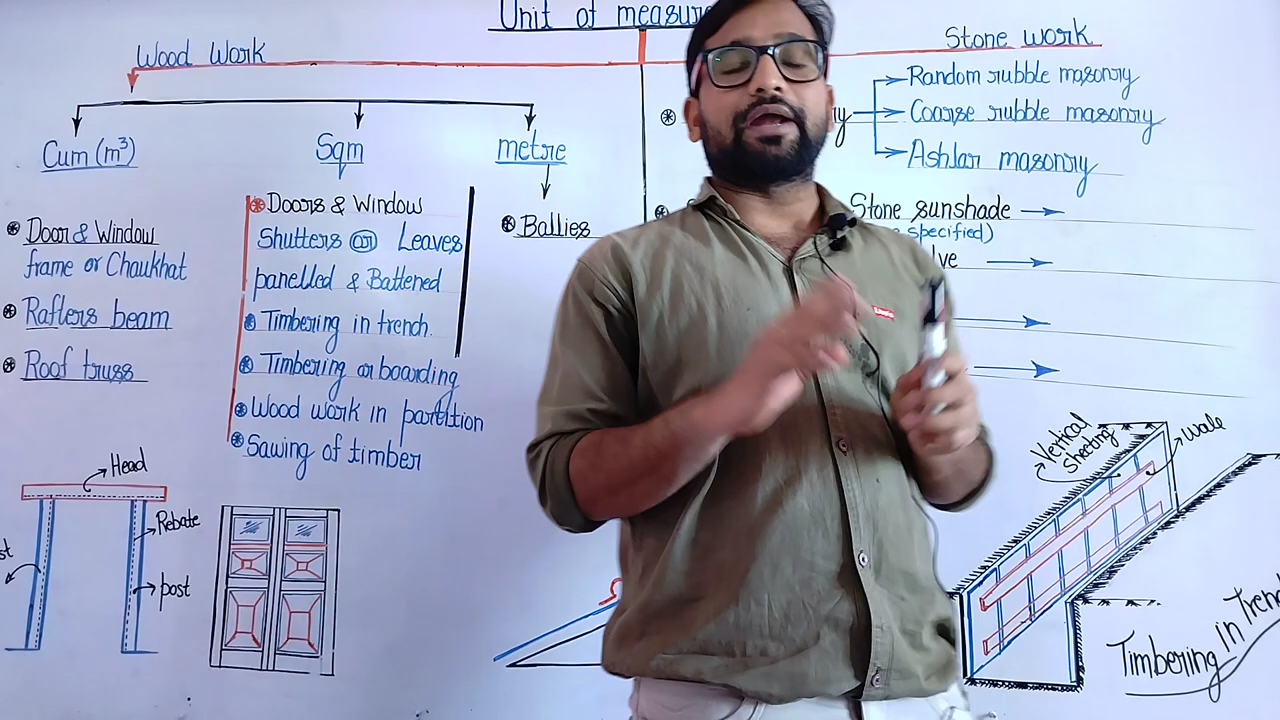 Unit of measure
Wood Work
Stone work
Cum (m³)
Sqm
metre
Door & Window
frame or Chaukhat
Rafters beam
Roof truss
Doors & Window
Shutters or Leaves
panelled & Battened
Timbering in trench.
Timbering or boarding
Wood work in partition
Sawing of timber
Ballies
Random rubble masonry
Coarse rubble masonry
Ashlar masonry
Stone sunshade
specified)
Head
Rebate
post
Vertical
sheeting
Wale
Timbering in